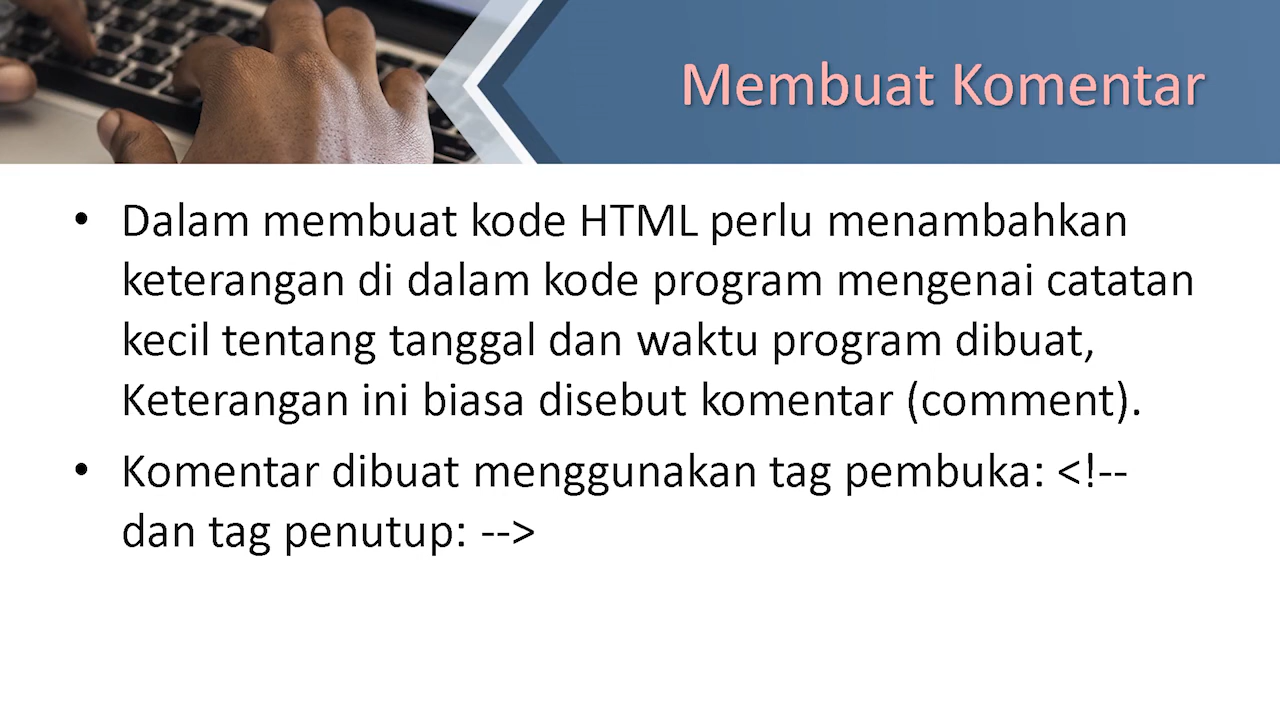 Membuat Komentar
• Dalam membuat kode HTML perlu menambahkan
keterangan di dalam kode program mengenai catatan
kecil tentang tanggal dan waktu program dibuat,
Keterangan ini biasa disebut komentar (comment).
• Komentar dibuat menggunakan tag pembuka: <!--
dan tag penutup: -->